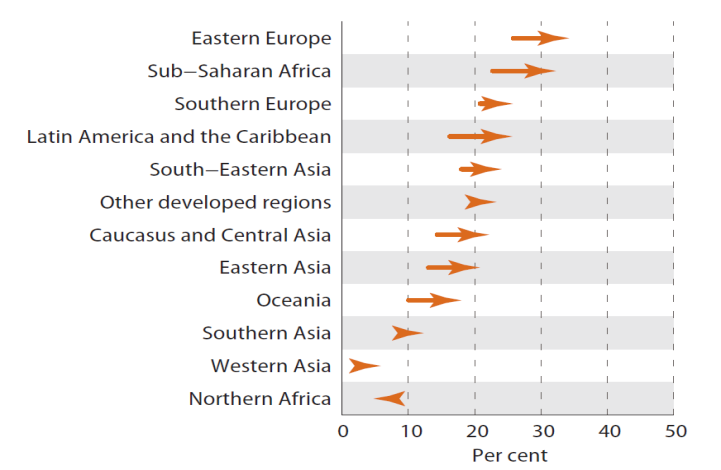 Eastern Europe
Sub–Saharan Africa
Southern Europe
Latin America and the Caribbean
South–Eastern Asia
Other developed regions
Caucasus and Central Asia
Eastern Asia
Oceania
Southern Asia
Western Asia
Northern Africa
0 10 20 30 40 50
Per cent